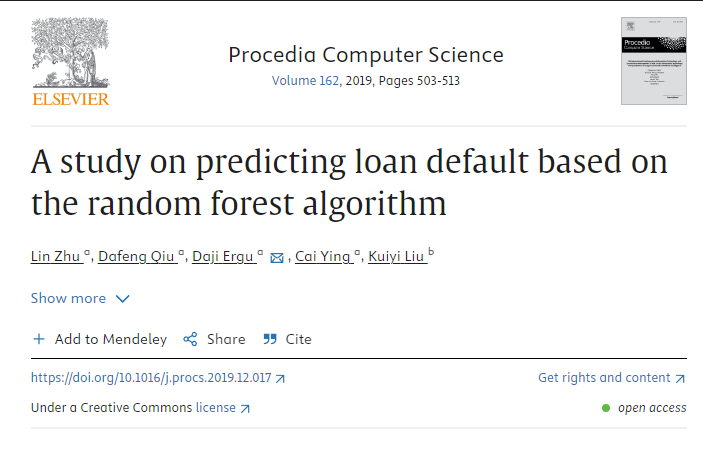 ELSEVIER
Procedia Computer Science
Volume 162, 2019, Pages 503-513
Procedia
Computer Science
A study on predicting loan default based on
the random forest algorithm
Lin Zhu a, Dafeng Qiu a, Daji Ergu a, Cai Ying a, Kuiyi Liu b
Show more
Add to Mendeley Share Cite
https://doi.org/10.1016/j.procs.2019.12.017 Get rights and content
Under a Creative Commons license open access